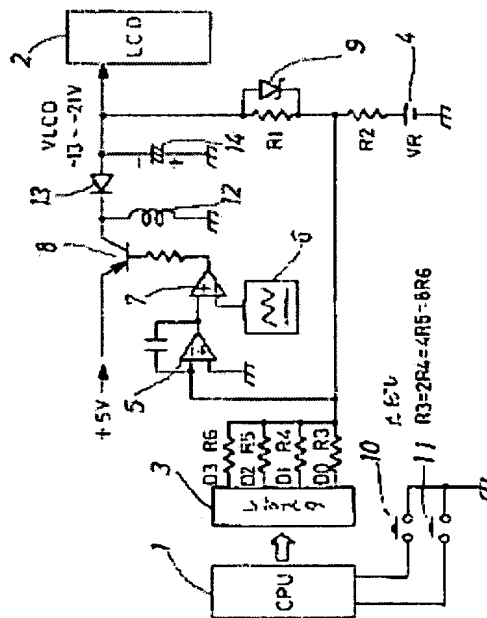 +5V
8
13
VLCD
-13~-21V
2
LCD
12
14
7
5
6
9
R1
R2
VR
4
3
D3 R6
D2 R5
D1 R4
D0 R3
1
CPU
10
11
R3=2R4=4R5=8R6